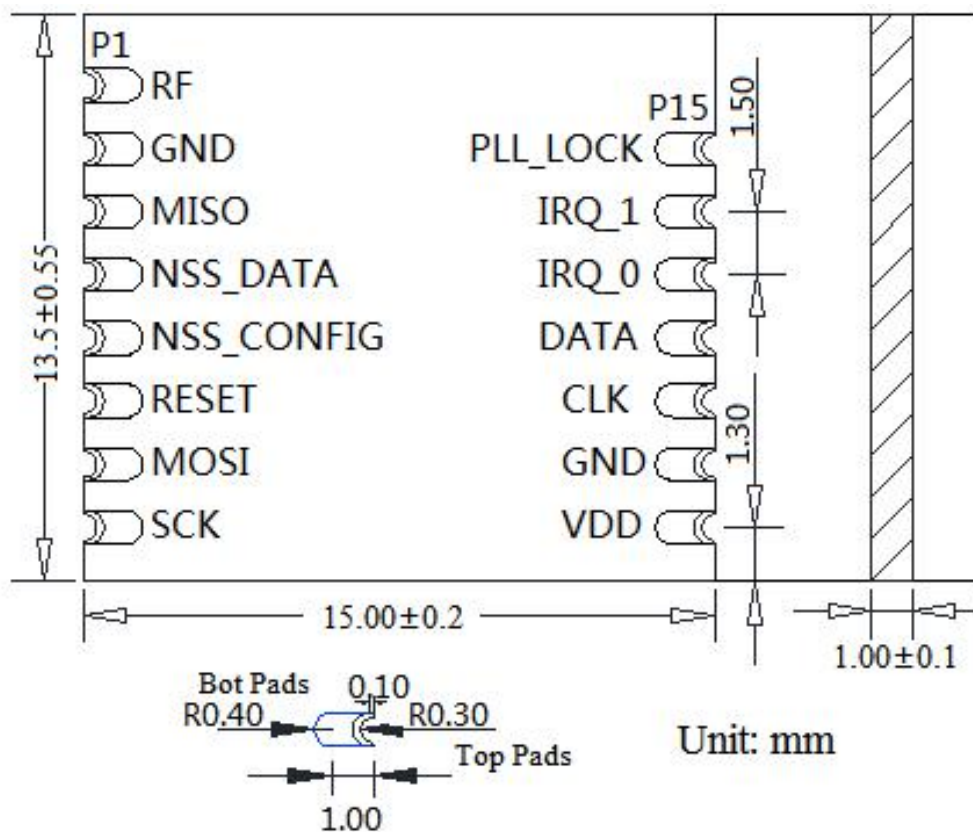 P1
RF
GND
MISO
NSS_DATA
NSS_CONFIG
RESET
MOSI
SCK
P15
PLL_LOCK
IRQ_1
IRQ_0
DATA
CLK
GND
VDD
1.50
1.30
13.5±0.55
15.00±0.2
1.00±0.1
Bot Pads
0.10
R0.40
R0.30
Top Pads
1.00
Unit: mm